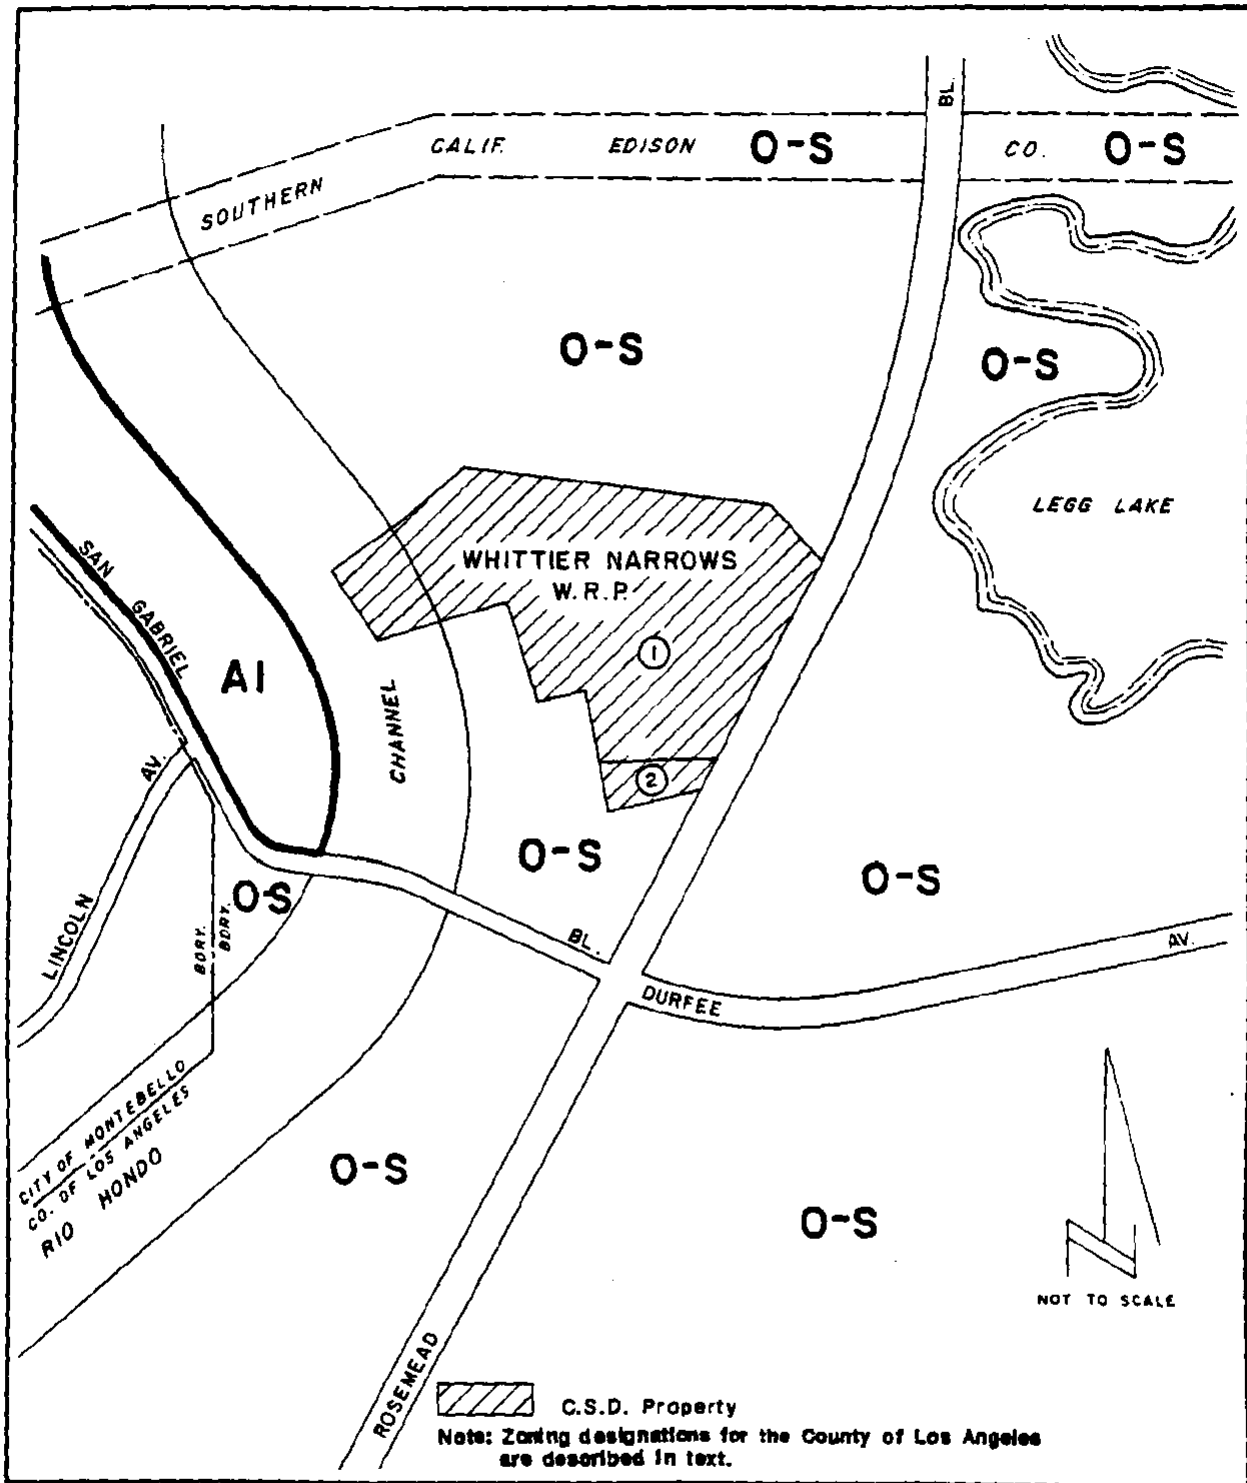 BL.
CALIF. EDISON O-S CO. O-S
SOUTHERN
O-S
O-S
LEGG LAKE
WHITTIER NARROWS
W.R.P.
SAN GABRIEL
A1
1
CHANNEL
AV.
2
O-S
O-S
O-S
LINCOLN
BDRY.
BDRY.
BL.
AV.
DURFEE
CITY OF MONTEBELLO
CO. OF LOS ANGELES
RIO HONDO
O-S
O-S
NOT TO SCALE
ROSEMEAD
C.S.D. Property
Note: Zoning designations for the County of Los Angeles
are described in text.